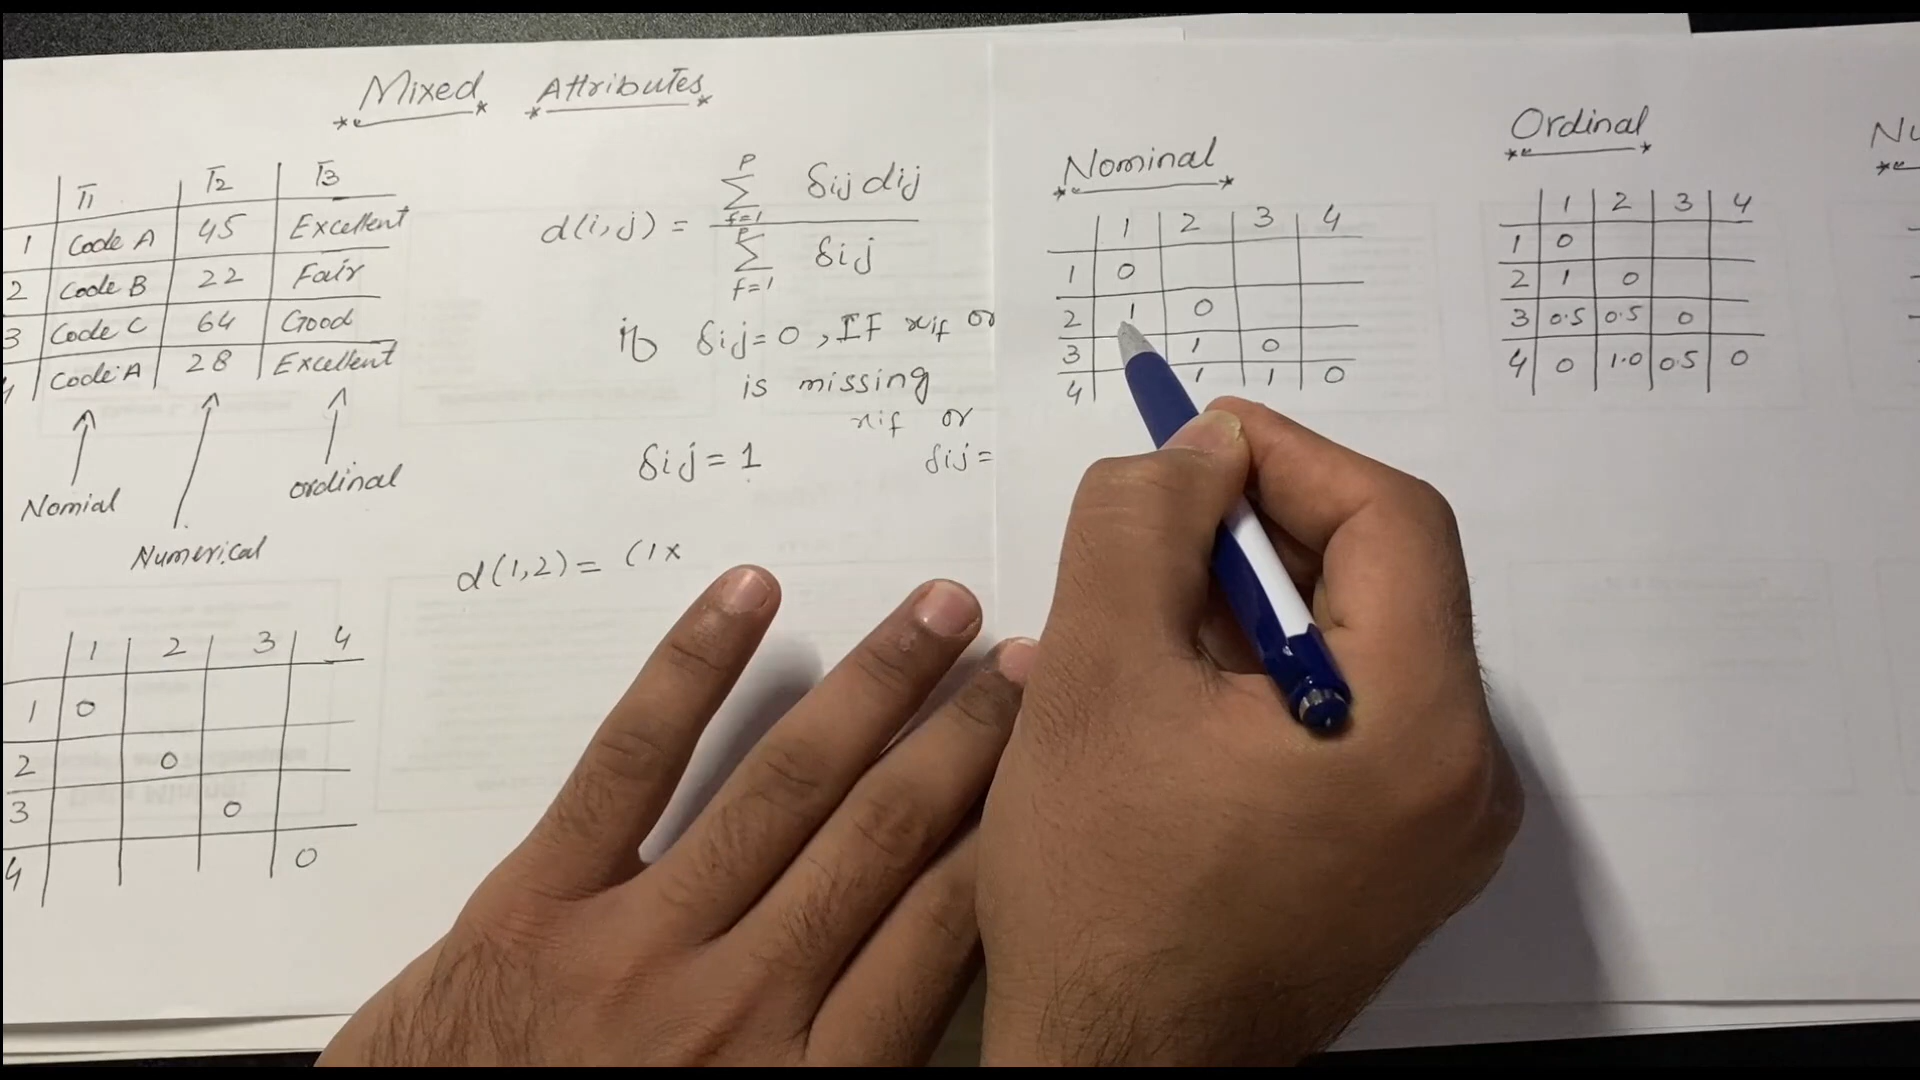 Mixed Attributes
T1 T2 T3
1 Code A 45 Excellent
2 Code B 22 Fair
3 Code C 64 Good
4 Code A 28 Excellent
Nomial
Numerical
ordinal
1 2 3 4
1 0
2 0
3 0
4 0
d(i,j) = Σ P f=1 δij dij
Σ P f=1 δij
δij=0, IF xif or
is missing
xif or
δij = 1 δij =
d(1,2) = (1x
Nominal
1 2 3 4
1 0
2 1 0
3 1 0
4 1 1 0
Ordinal
1 2 3 4
1 0
2 1 0
3 0.5 0.5 0
4 0 1.0 0.5 0
Nu